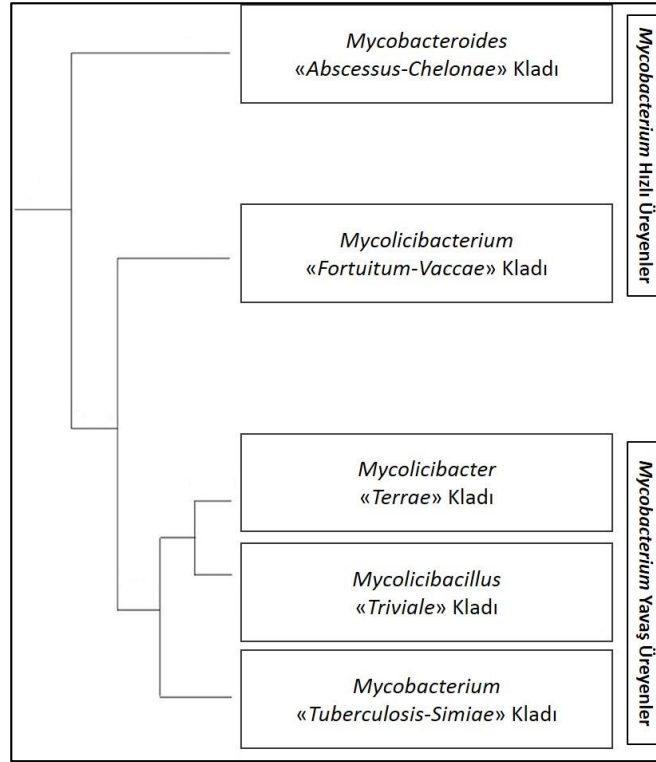 Mycobacteroides
«Abscessus-Chelonae» Kladı
Mycobacterium Hızlı Üreyenler
Mycolicibacterium
«Fortuitum-Vaccae» Kladı
Mycolicibacter
«Terrae» Kladı
Mycobacterium Yavaş Üreyenler
Mycolicibacillus
«Triviale» Kladı
Mycobacterium
«Tuberculosis-Simiae» Kladı